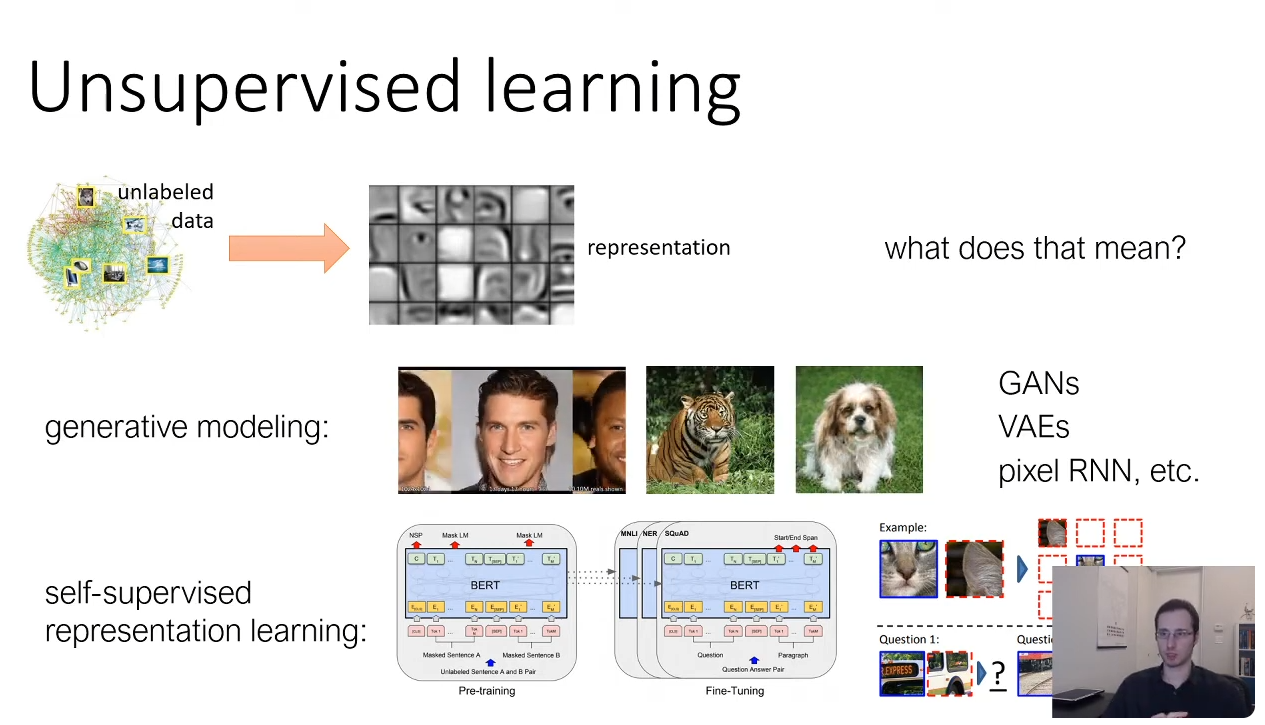 Unsupervised learning
unlabeled
data
representation
what does that mean?
generative modeling:
GANs
VAEs
pixel RNN, etc.
self-supervised
representation learning:
NSP
Mask LM
Mask LM
BERT
Masked Sentence A
Masked Sentence B
Unlabeled Sentence A and B Pair
Pre-training
MNLI
NER
SQuAD
Start/End Span
BERT
Question
Paragraph
Question Answer Pair
Fine-Tuning
Example:
Question 1:
EXPRESS
?